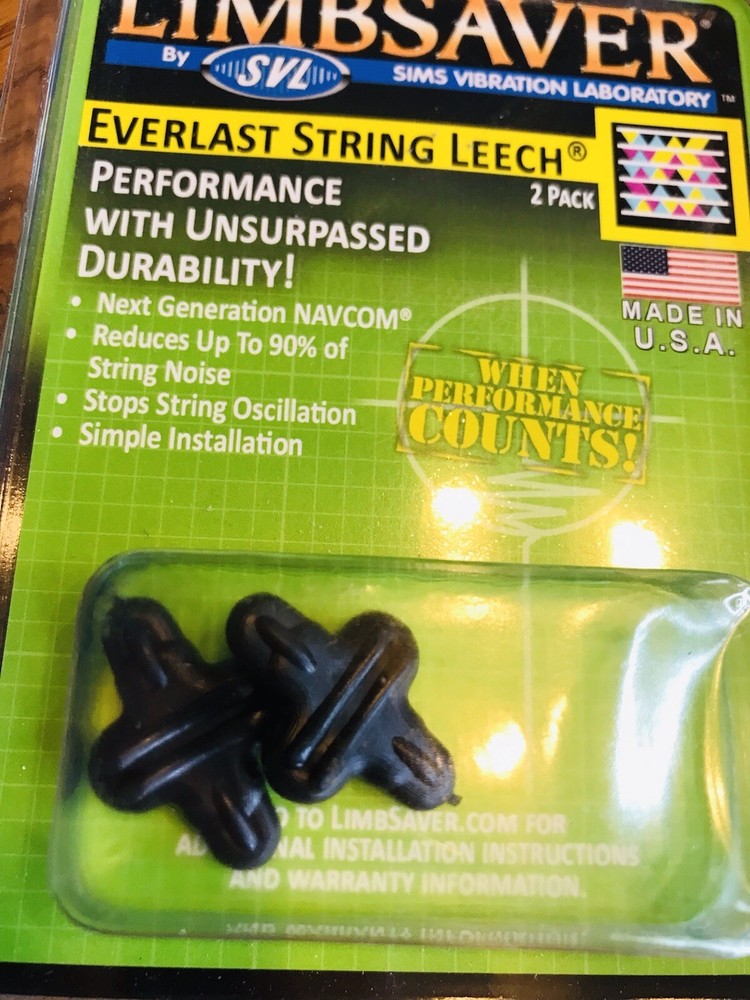 LIMBSAVER®
By SVL SIMS VIBRATION LABORATORY™
EVERLAST STRING LEECH®
2 PACK
PERFORMANCE
WITH UNSURPASSED
DURABILITY!
• Next Generation NAVCOM®
• Reduces Up To 90% of
String Noise
• Stops String Oscillation
• Simple Installation
MADE IN
U.S.A.
WHEN
PERFORMANCE
COUNTS!
TO LIMBSAVER.COM FOR
INSTALLATION INSTRUCTIONS
AND WARRANTY INFORMATION.